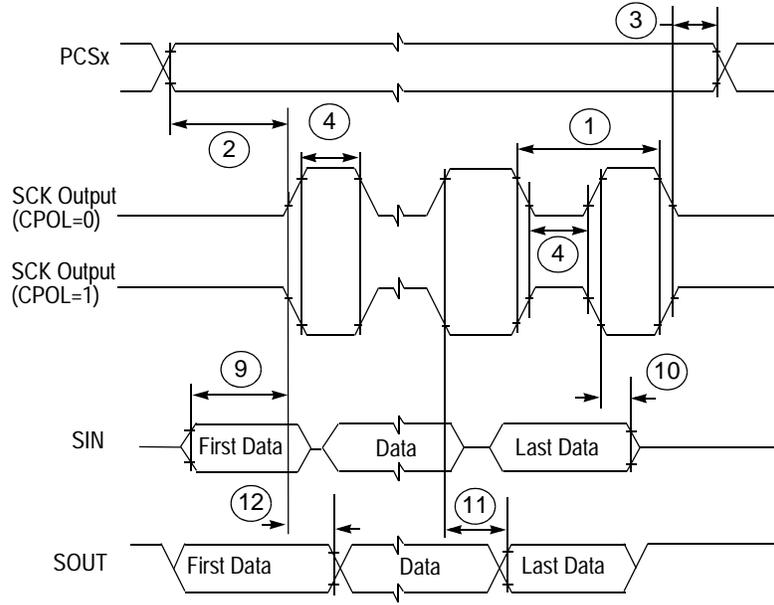 3
PCSx
2
4
1
SCK Output
(CPOL=0)
4
SCK Output
(CPOL=1)
9
10
SIN
First Data
Data
Last Data
12
11
SOUT
First Data
Data
Last Data